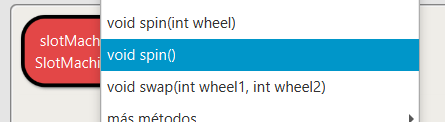 void spin(int wheel)
slotMach
void spin()
SlotMachi
void swap(int wheel1, int wheel2)
más métodos